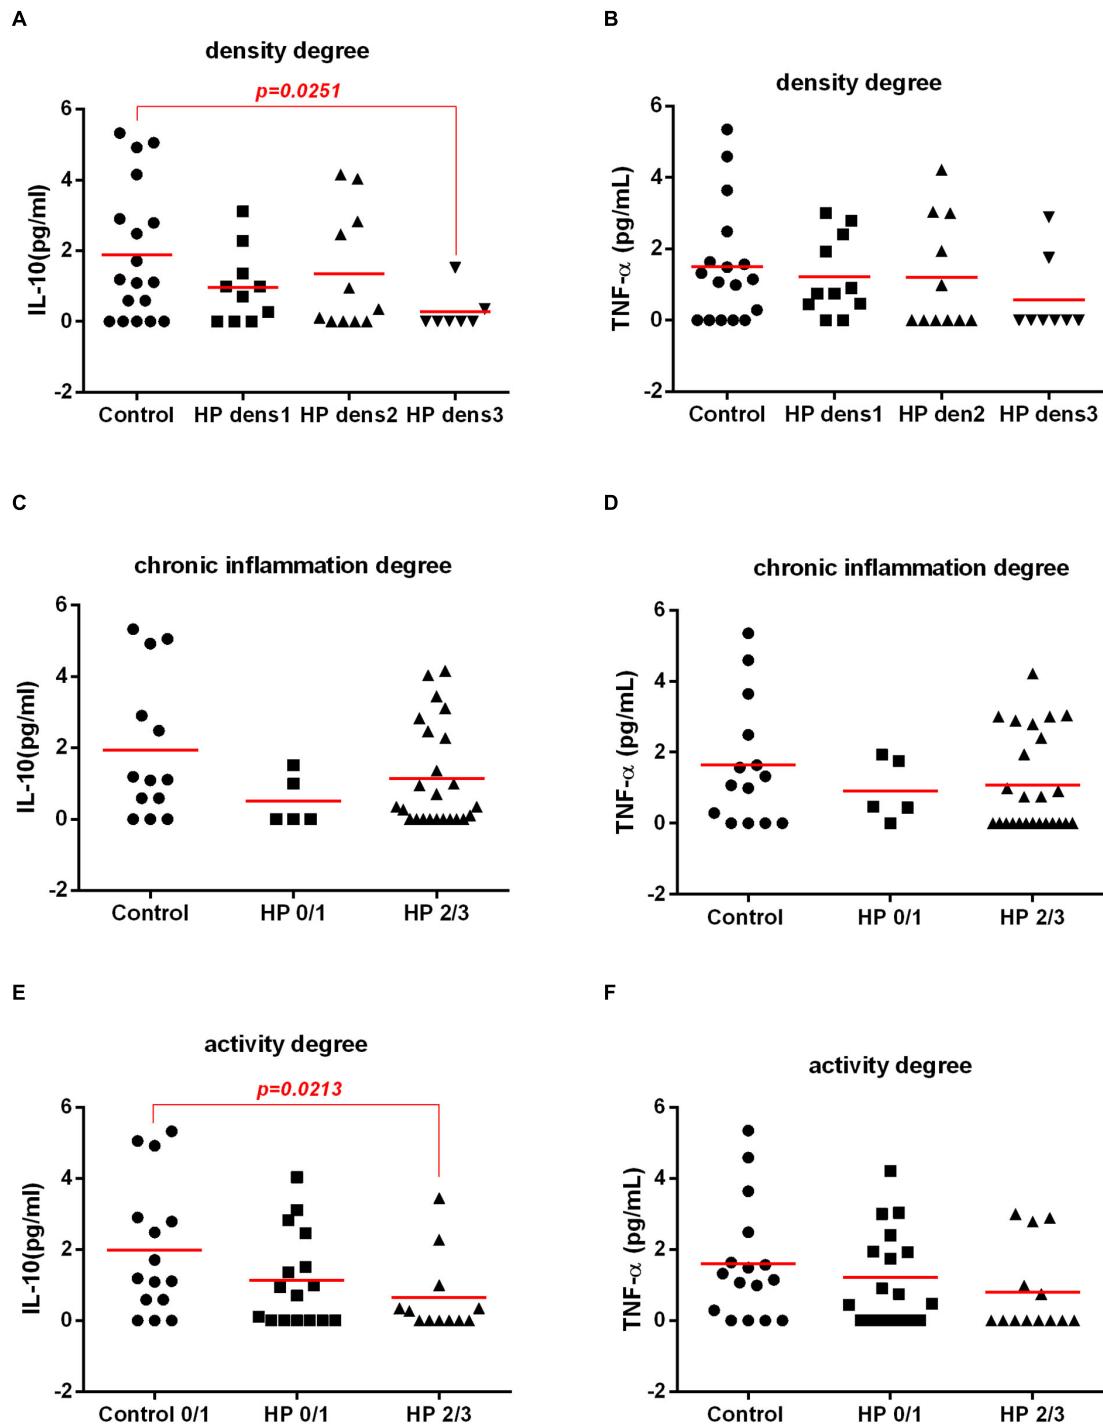 A
density degree
p=0.0251
IL-10(pg/ml)
6
4
2
0
-2
Control HP dens1 HP dens2 HP dens3
B
density degree
TNF-α (pg/mL)
6
4
2
0
-2
Control HP dens1 HP den2 HP dens3
C
chronic inflammation degree
IL-10(pg/ml)
6
4
2
0
-2
Control HP 0/1 HP 2/3
D
chronic inflammation degree
TNF-α (pg/mL)
6
4
2
0
-2
Control HP 0/1 HP 2/3
E
activity degree
p=0.0213
IL-10(pg/ml)
6
4
2
0
-2
Control 0/1 HP 0/1 HP 2/3
F
activity degree
TNF-α (pg/mL)
6
4
2
0
-2
Control HP 0/1 HP 2/3